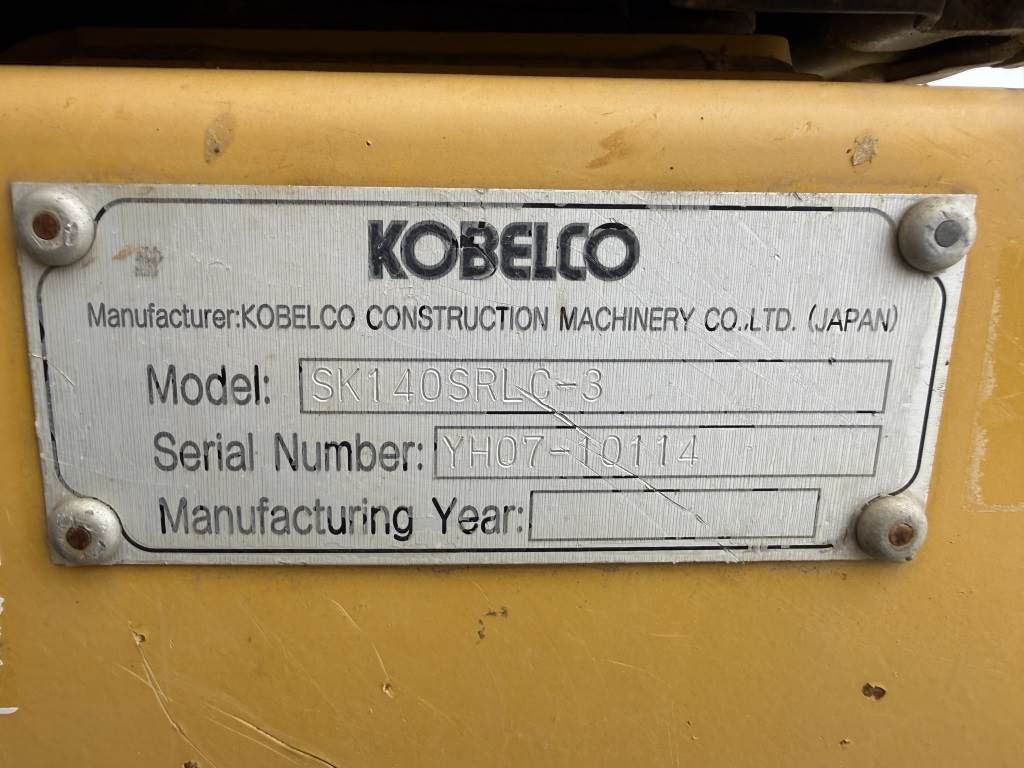 KOBELCO
Manufacturer:KOBELCO CONSTRUCTION MACHINERY CO.,LTD. (JAPAN)
Model: SK140SRLC-3
Serial Number: YH07-10114
Manufacturing Year: